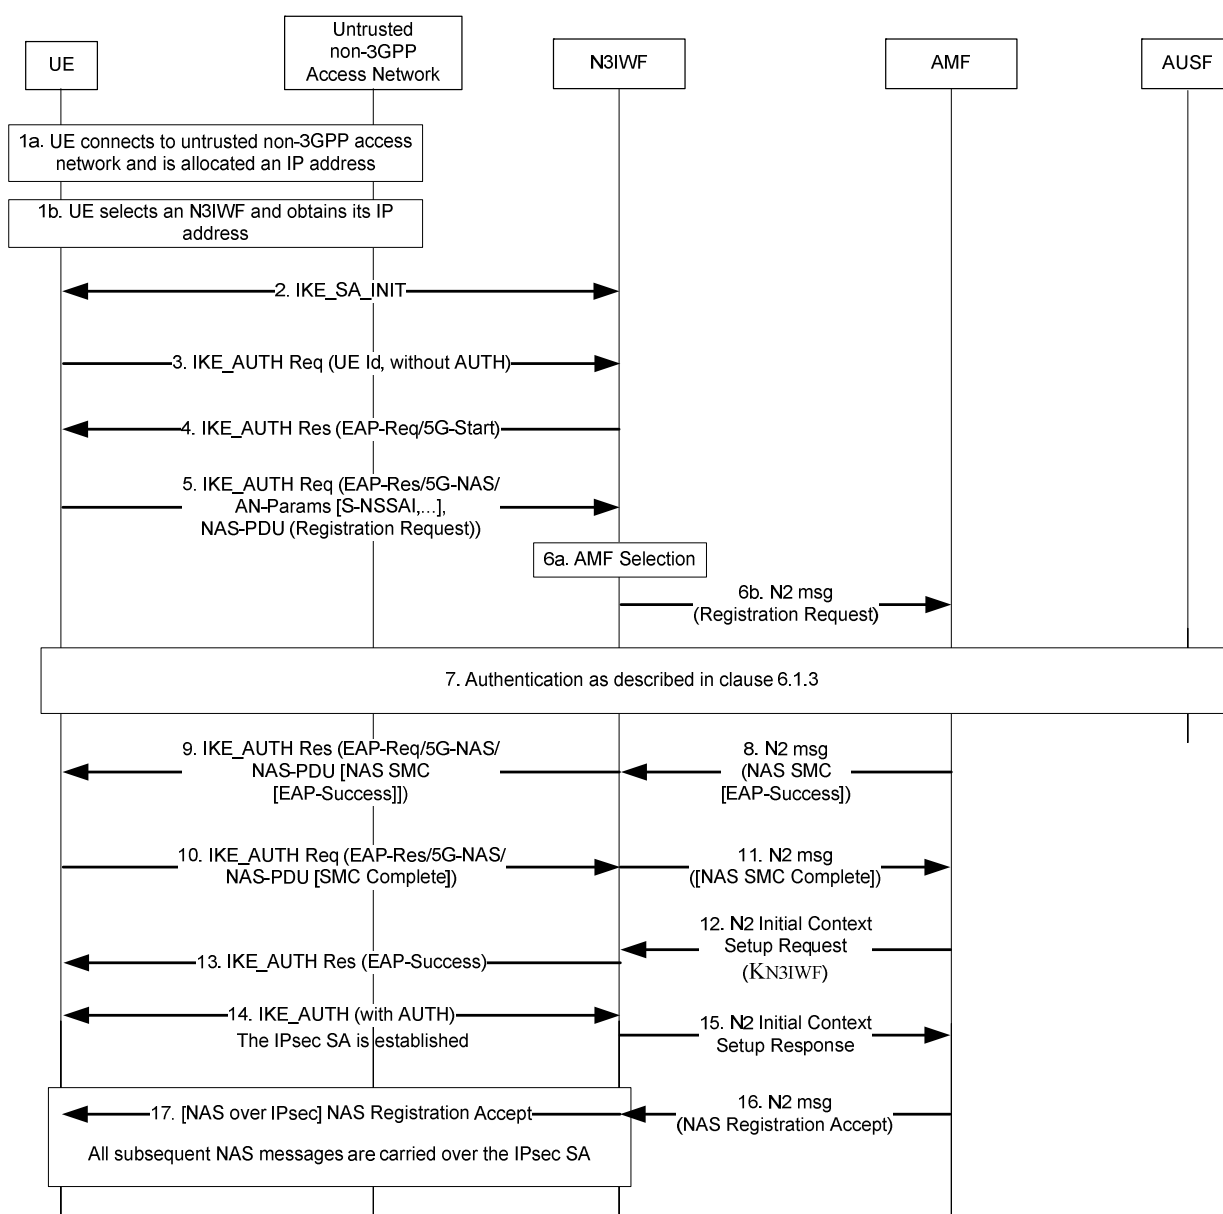 UE
Untrusted
non-3GPP
Access Network
N3IWF
AMF
AUSF
1a. UE connects to untrusted non-3GPP access
network and is allocated an IP address
1b. UE selects an N3IWF and obtains its IP
address
2. IKE_SA_INIT
3. IKE_AUTH Req (UE Id, without AUTH)
4. IKE_AUTH Res (EAP-Req/5G-Start)
5. IKE_AUTH Req (EAP-Res/5G-NAS/
AN-Params [S-NSSAI,...],
NAS-PDU (Registration Request))
6a. AMF Selection
6b. N2 msg
(Registration Request)
7. Authentication as described in clause 6.1.3
9. IKE_AUTH Res (EAP-Req/5G-NAS/
NAS-PDU [NAS SMC
[EAP-Success]])
8. N2 msg
(NAS SMC
[EAP-Success])
10. IKE_AUTH Req (EAP-Res/5G-NAS/
NAS-PDU [SMC Complete])
11. N2 msg
([NAS SMC Complete])
12. N2 Initial Context
Setup Request
(KN3IWF)
13. IKE_AUTH Res (EAP-Success)
14. IKE_AUTH (with AUTH)
The IPsec SA is established
15. N2 Initial Context
Setup Response
16. N2 msg
(NAS Registration Accept)
17. [NAS over IPsec] NAS Registration Accept
All subsequent NAS messages are carried over the IPsec SA